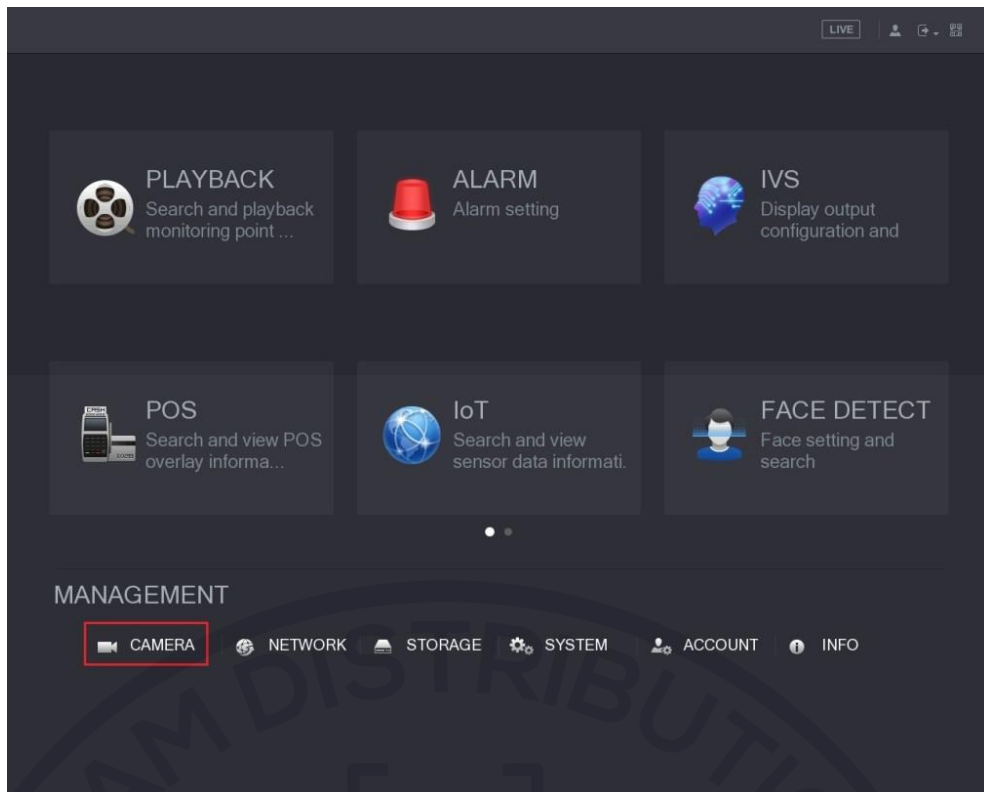 LIVE
PLAYBACK
Search and playback
monitoring point ...
ALARM
Alarm setting
IVS
Display output
configuration and
POS
Search and view POS
overlay informa...
IoT
Search and view
sensor data informati.
FACE DETECT
Face setting and
search
MANAGEMENT
CAMERA NETWORK STORAGE SYSTEM ACCOUNT INFO
AM DISTRIBUTI